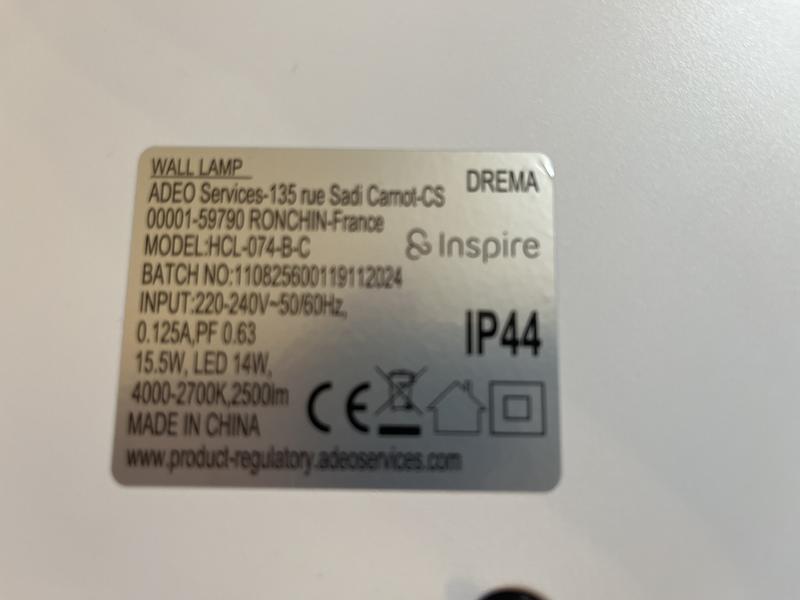 WALL LAMP
DREMA
ADEO Services-135 rue Sadi Carnot-CS
00001-59790 RONCHIN-France
MODEL:HCL-074-B-C
& Inspire
BATCH NO:110825600119112024
INPUT:220-240V~50/60Hz,
0.125A,PF 0.63
IP44
15.5W, LED 14W,
4000-2700K,2500lm
CE
MADE IN CHINA
www.product-regulatory.adeoservices.com